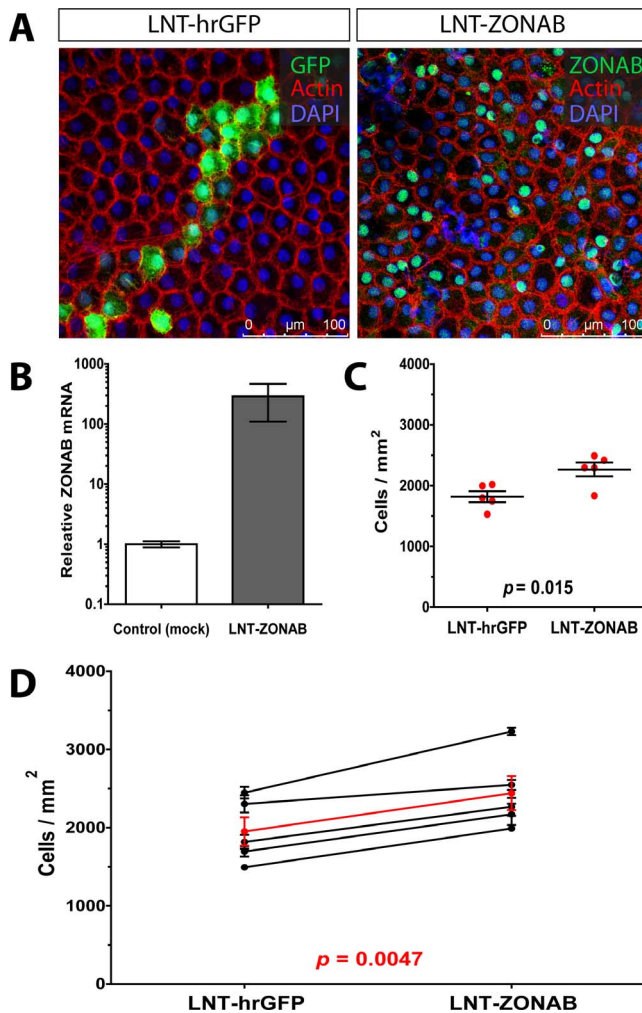 A
LNT-hrGFP
LNT-ZONAB
GFP
Actin
DAPI
ZONAB
Actin
DAPI
0 µm 100
0 µm 100
B
Releative ZONAB mRNA
1000
100
10
1
0.1
Control (mock)
LNT-ZONAB
C
Cells / mm²
4000
3000
2000
1000
0
p = 0.015
LNT-hrGFP
LNT-ZONAB
D
Cells / mm²
4000
3000
2000
1000
0
p = 0.0047
LNT-hrGFP
LNT-ZONAB